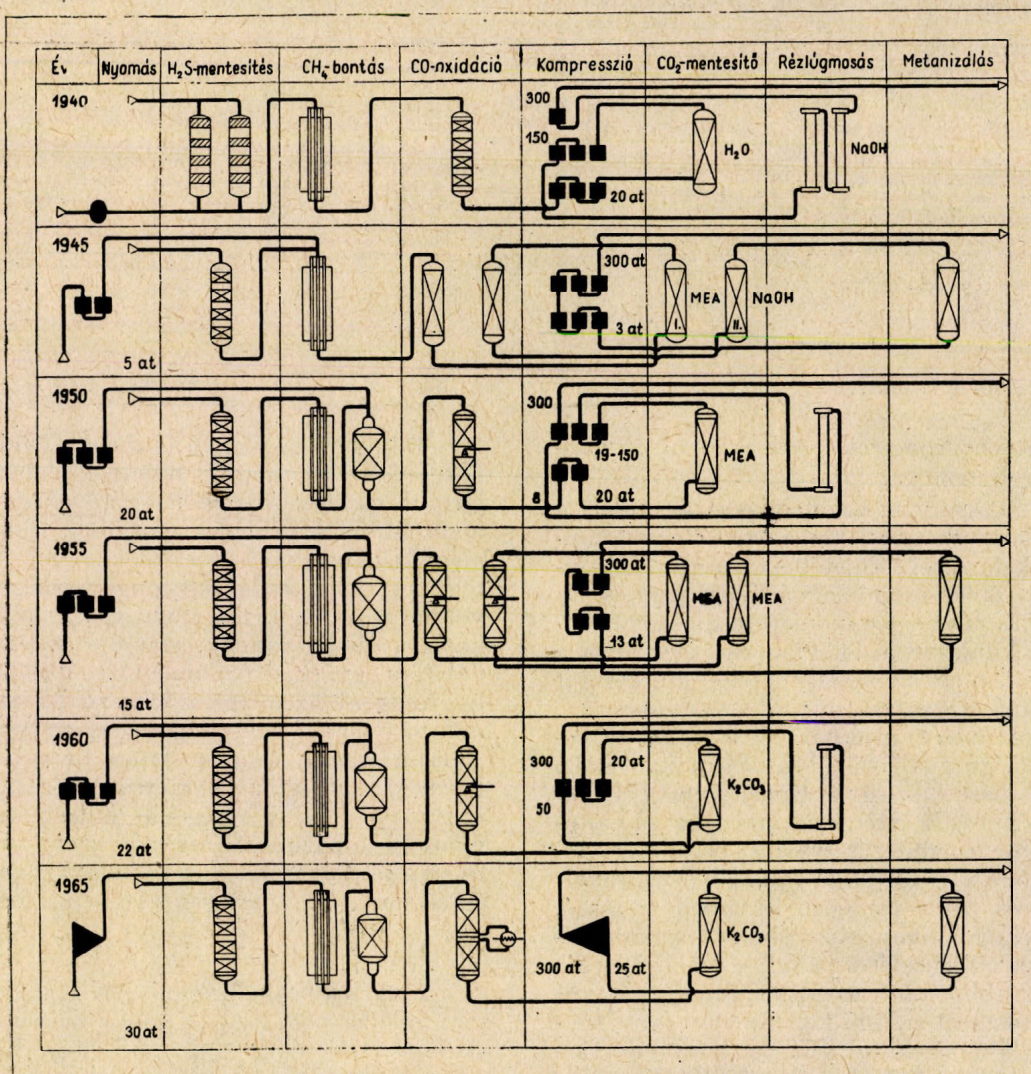 Év Nyomás H₂S-mentesítés CH₄-bontás CO-oxidáció Kompresszió CO₂-mentesítő Rézlúgmosás Metanizálás
1940
300
150
20 at
H₂O
NaOH
1945
5 at
300 at
3 at
MEA
I.
II.
NaOH
1950
20 at
300
19-150
8
20 at
MEA
1955
15 at
300 at
13 at
MEA
MEA
1960
22 at
300
20 at
50
K₂CO₃
1965
30 at
300 at
25 at
K₂CO₃